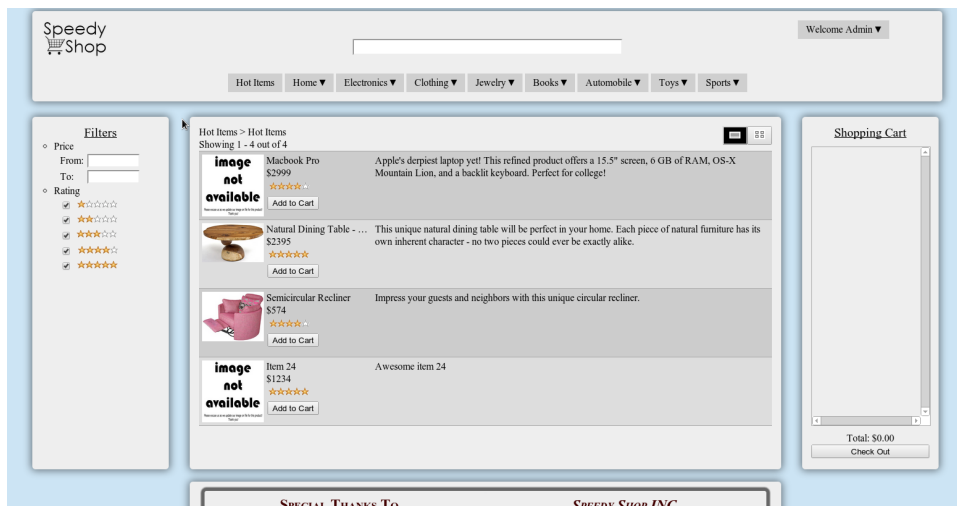 Speedy
Shop
Welcome Admin ▼
Hot Items Home ▼ Electronics ▼ Clothing ▼ Jewelry ▼ Books ▼ Automobile ▼ Toys ▼ Sports ▼
Filters
Price
From:
To:
Rating
Hot Items > Hot Items
Showing 1 - 4 out of 4
image
not
available
Macbook Pro
$2999
Add to Cart
Apple's derpiest laptop yet! This refined product offers a 15.5" screen, 6 GB of RAM, OS-X
Mountain Lion, and a backlit keyboard. Perfect for college!
Natural Dining Table - ...
$2395
Add to Cart
This unique natural dining table will be perfect in your home. Each piece of natural furniture has its
own inherent character - no two pieces could ever be exactly alike.
Semicircular Recliner
$574
Add to Cart
Impress your guests and neighbors with this unique circular recliner.
image
not
available
Item 24
$1234
Add to Cart
Awesome item 24
Shopping Cart
Total: $0.00
Check Out
Special Thanks To
Speedy Shop INC